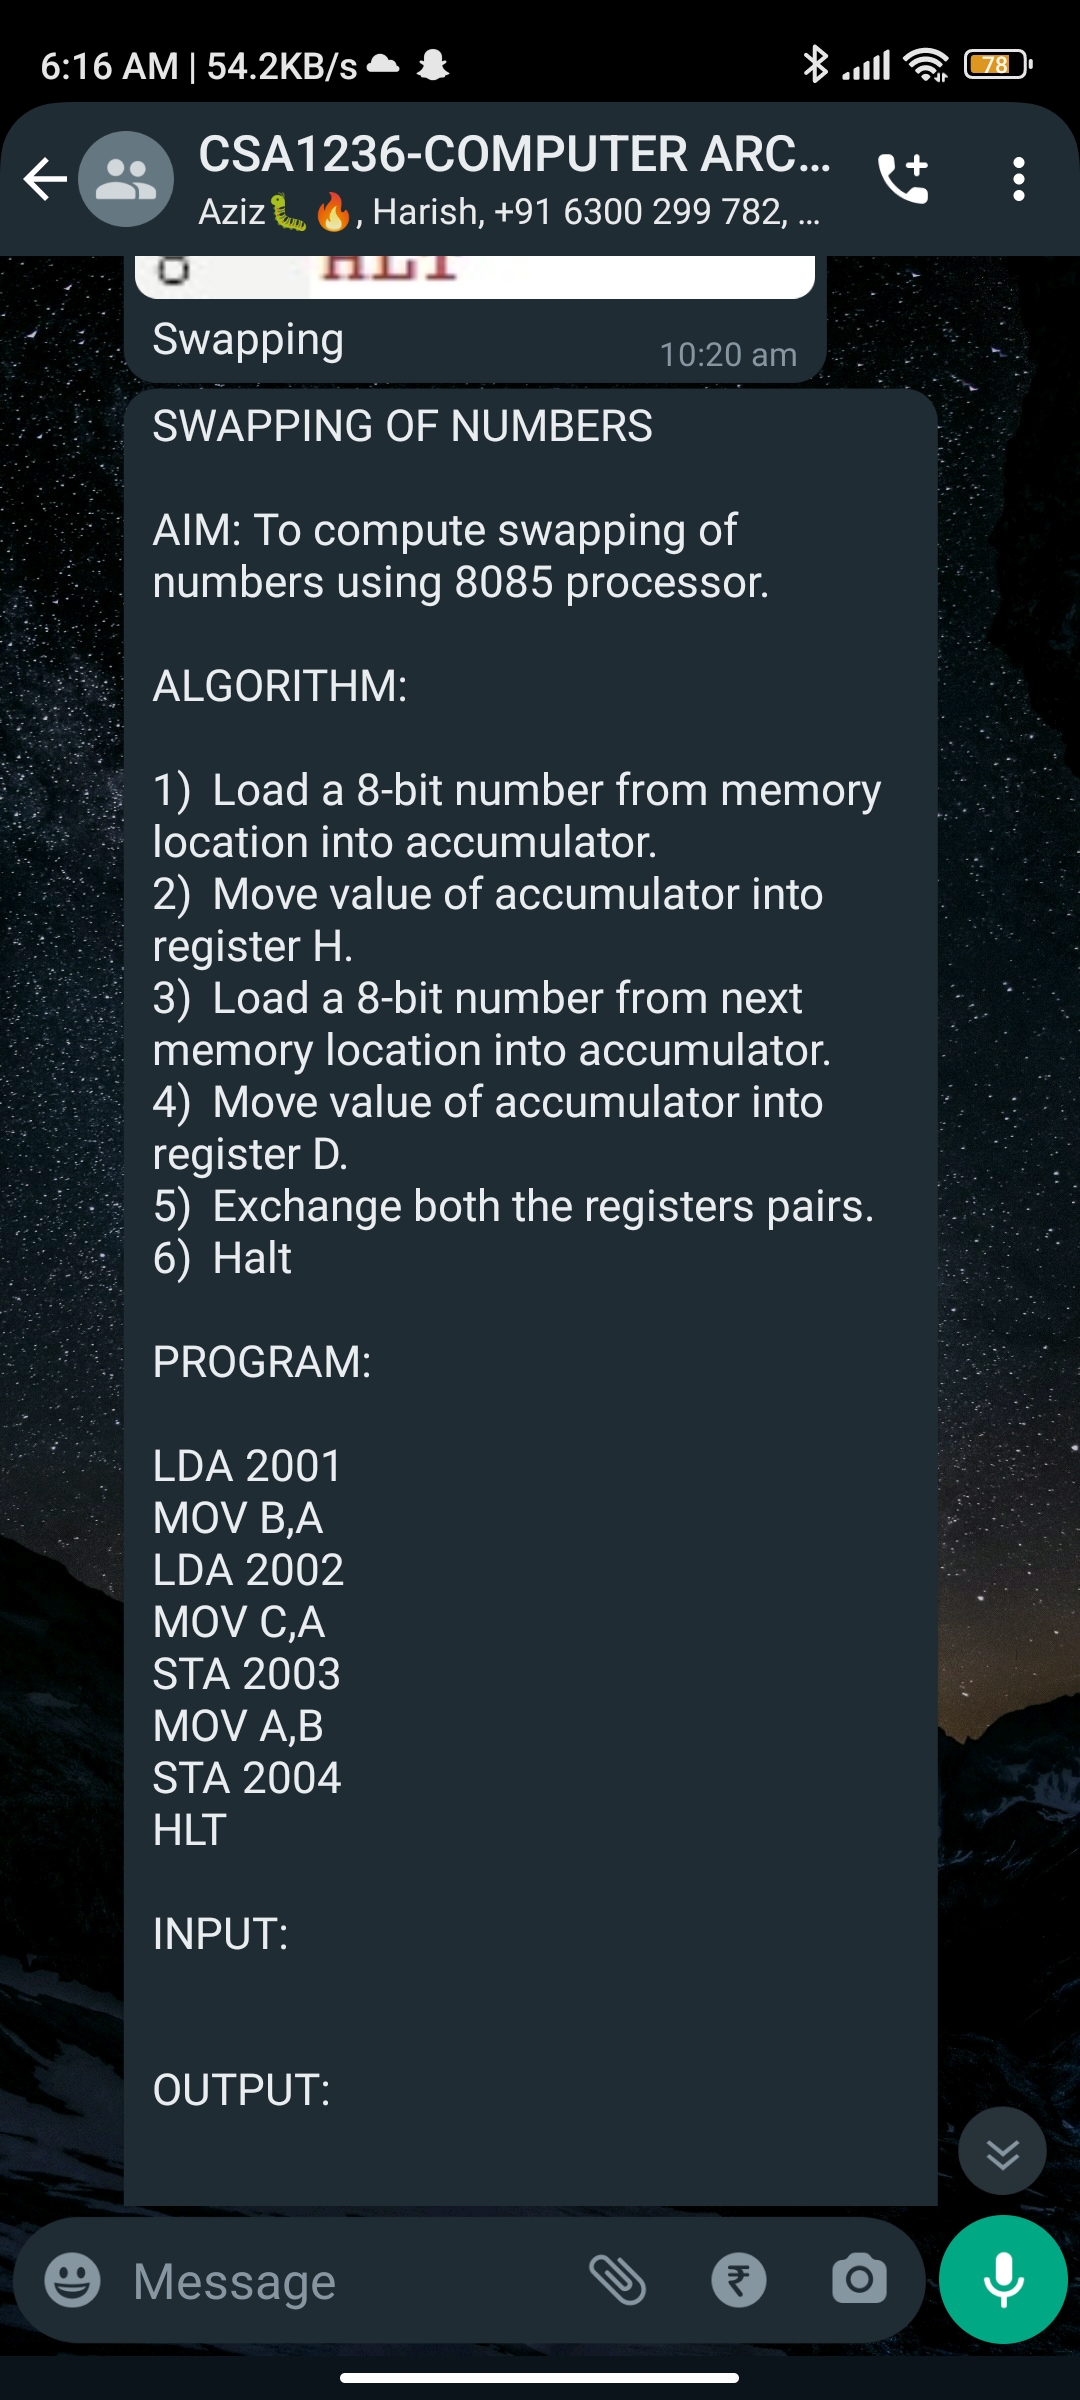 6:16 AM | 54.2KB/s
78
CSA1236-COMPUTER ARC...
Aziz🐛🔥, Harish, +91 6300 299 782, ...
8 HLT
Swapping
10:20 am
SWAPPING OF NUMBERS
AIM: To compute swapping of
numbers using 8085 processor.
ALGORITHM:
1) Load a 8-bit number from memory
location into accumulator.
2) Move value of accumulator into
register H.
3) Load a 8-bit number from next
memory location into accumulator.
4) Move value of accumulator into
register D.
5) Exchange both the registers pairs.
6) Halt
PROGRAM:
LDA 2001
MOV B,A
LDA 2002
MOV C,A
STA 2003
MOV A,B
STA 2004
HLT
INPUT:
OUTPUT:
Message